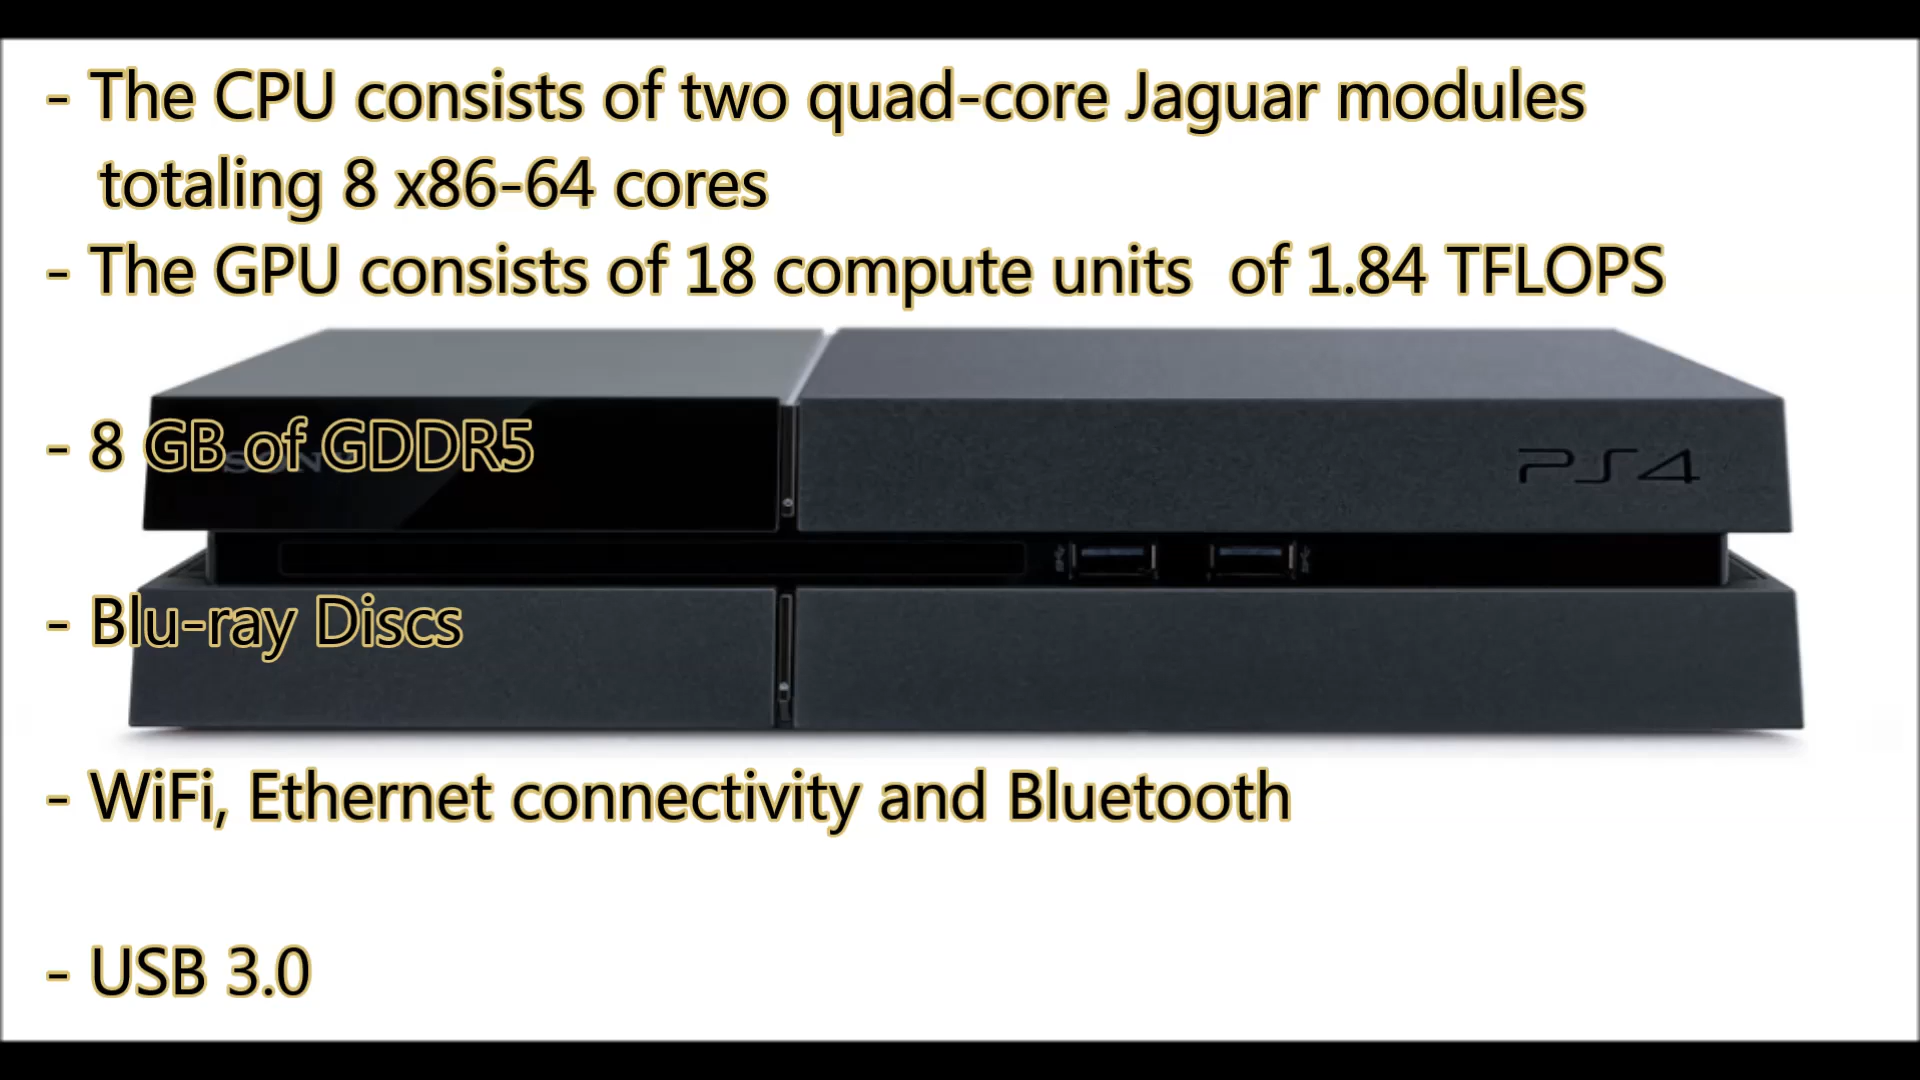 - The CPU consists of two quad-core Jaguar modules
totaling 8 x86-64 cores
- The GPU consists of 18 compute units  of 1.84 TFLOPS
- 8 GB of GDDR5
SONY
PS4
- Blu-ray Discs
- WiFi, Ethernet connectivity and Bluetooth
- USB 3.0